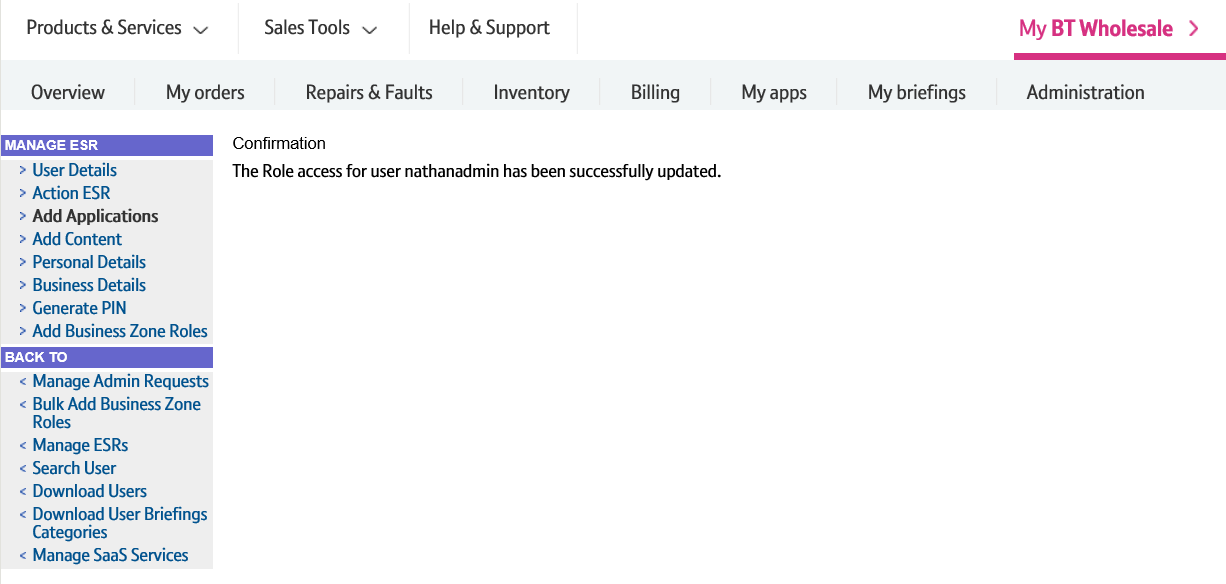 Products & Services
Sales Tools
Help & Support
My BT Wholesale >
Overview
My orders
Repairs & Faults
Inventory
Billing
My apps
My briefings
Administration
MANAGE ESR
> User Details
> Action ESR
> Add Applications
> Add Content
> Personal Details
> Business Details
> Generate PIN
> Add Business Zone Roles
BACK TO
< Manage Admin Requests
< Bulk Add Business Zone
Roles
< Manage ESRs
< Search User
< Download Users
< Download User Briefings
Categories
< Manage SaaS Services
Confirmation
The Role access for user nathanadmin has been successfully updated.